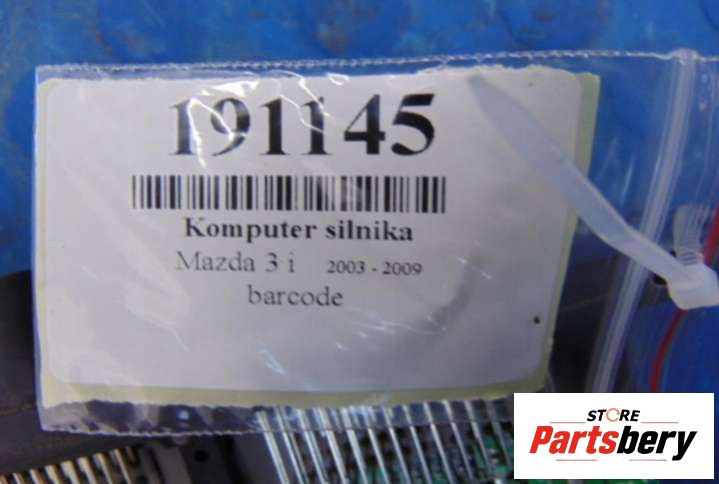 191145
Komputer silnika
Mazda 3 i 2003 - 2009
barcode
STORE
Partsbery